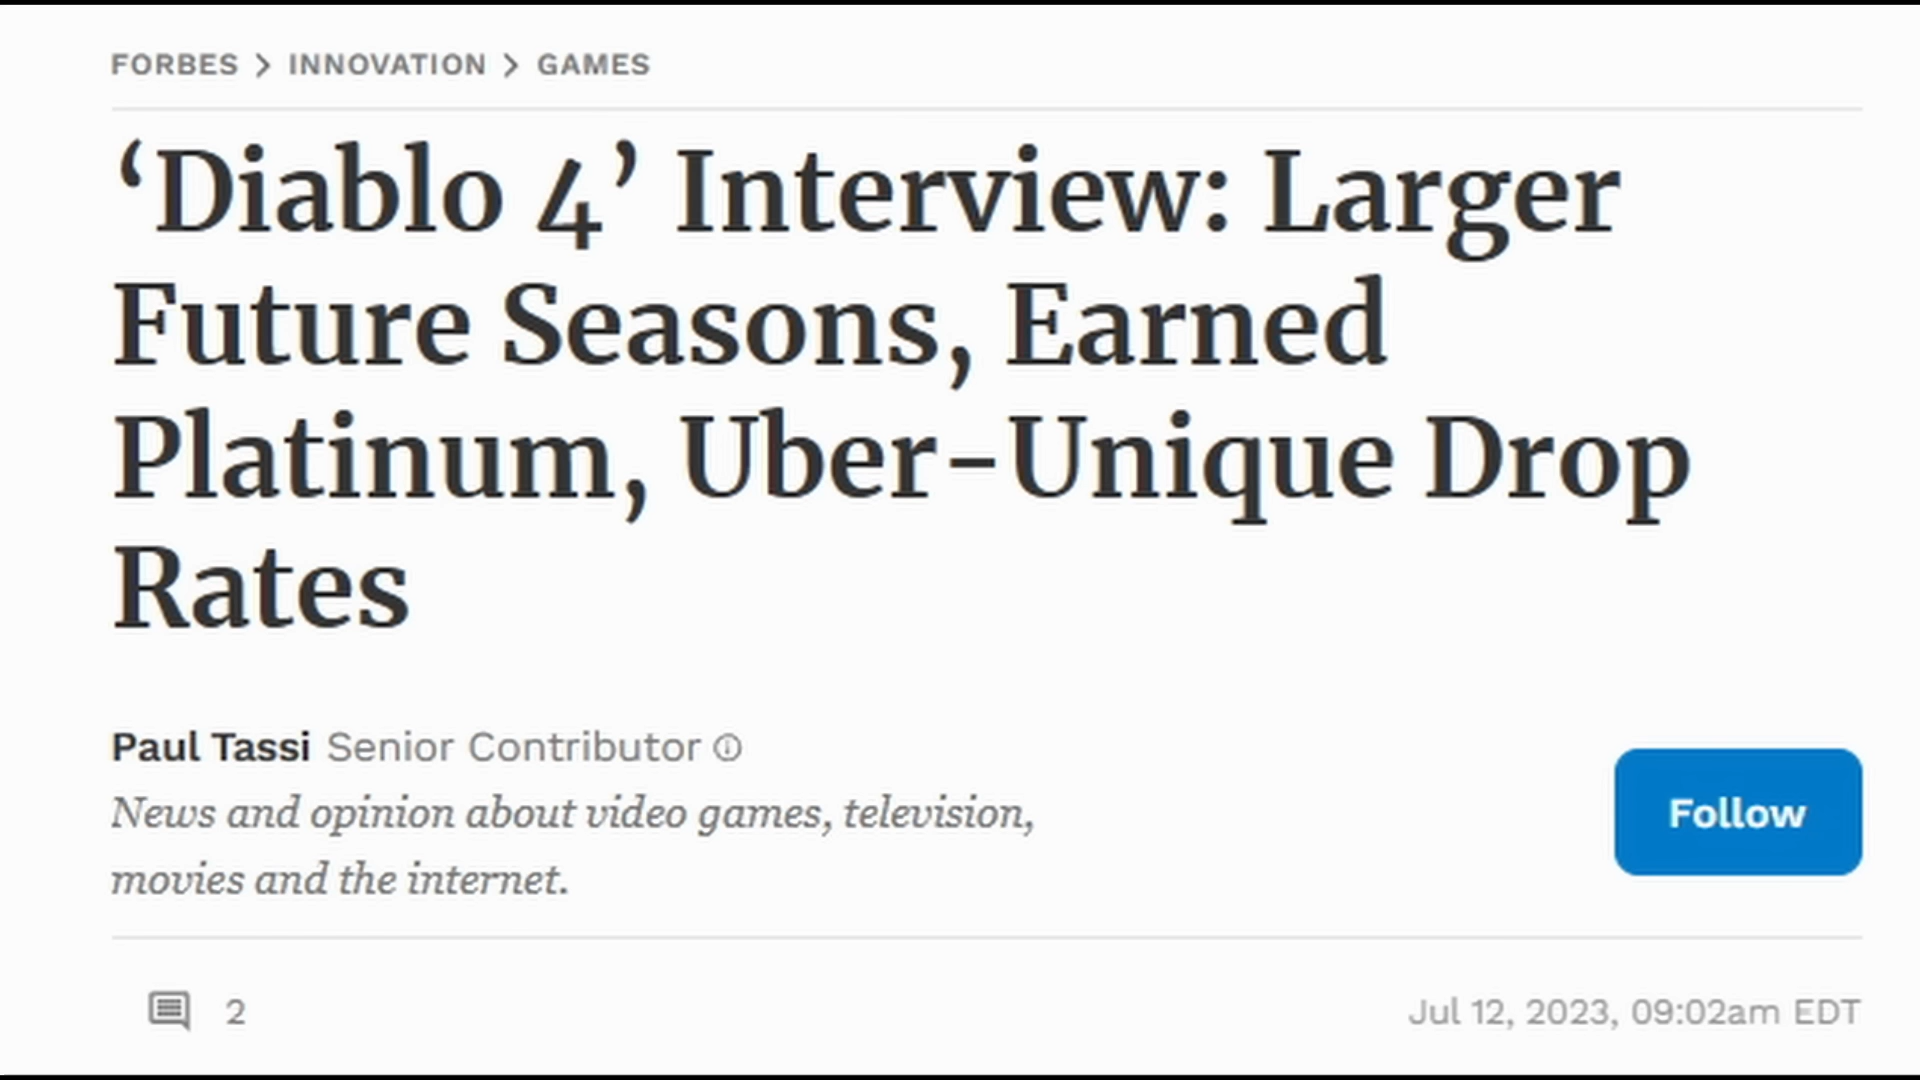 FORBES > INNOVATION > GAMES
‘Diablo 4’ Interview: Larger
Future Seasons, Earned
Platinum, Uber-Unique Drop
Rates
Paul Tassi Senior Contributor
News and opinion about video games, television,
movies and the internet.
Follow
2
Jul 12, 2023, 09:02am EDT